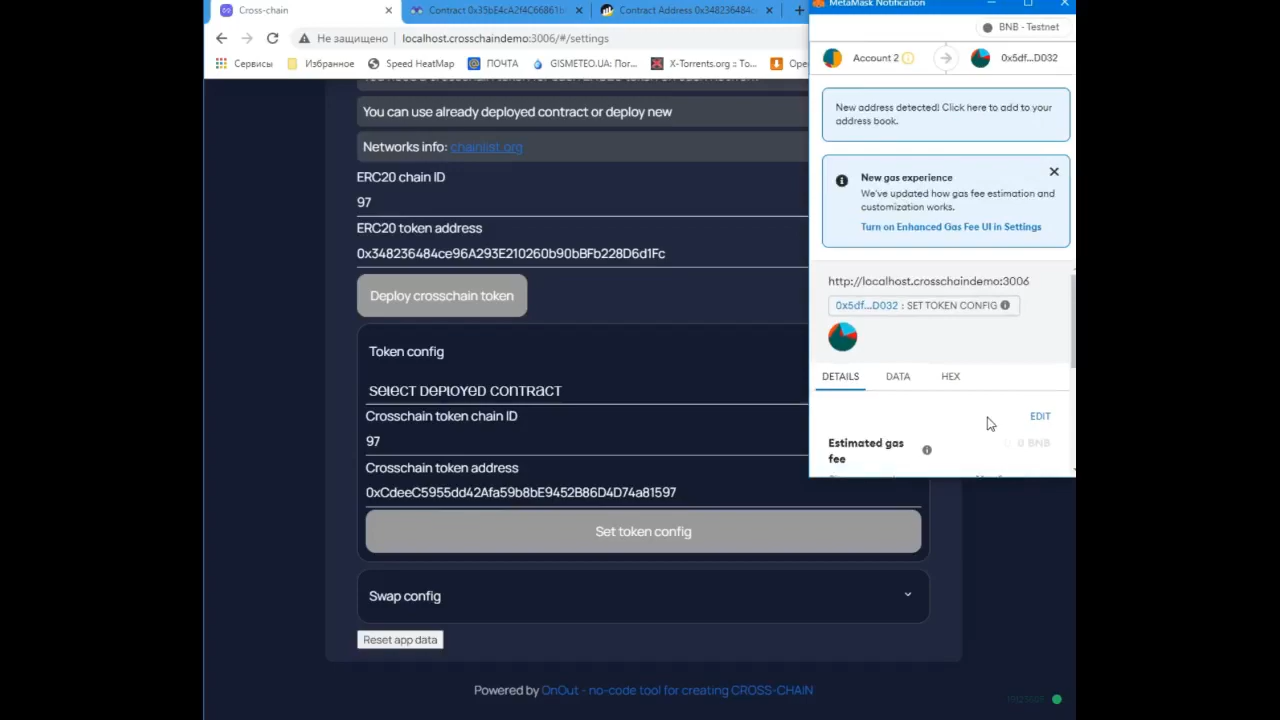 Cross-chain
Contract 0x35bE4cA2f4C66861
Contract Address 0x348236484
MetaMask Notification
Не защищено
localhost.crosschaindemo:3006/#/settings
BNB - Testnet
Сервисы
Избранное
Speed HeatMap
ПОЧТА
GISMETEO.UA: Пог...
X-Torrents.org :: To...
Ope
Account 2
0x5df...D032
New address detected! Click here to add to your
address book.
You can use already deployed contract or deploy new
Networks info: chainlist.org
New gas experience
We've updated how gas fee estimation and
customization works.
Turn on Enhanced Gas Fee UI in Settings
ERC20 chain ID
97
ERC20 token address
0x348236484ce96A293E210260b90bBFb228D6d1Fc
Deploy crosschain token
http://localhost.crosschaindemo:3006
0x5df...D032 : SET TOKEN CONFIG
DETAILS
DATA
HEX
EDIT
Estimated gas
fee
0 BNB
Token config
Select deployed contract
Crosschain token chain ID
97
Crosschain token address
0xCdeeC5955dd42Afa59b8bE9452B86D4D74a81597
Set token config
Swap config
Reset app data
Powered by OnOut - no-code tool for creating CROSS-CHAIN